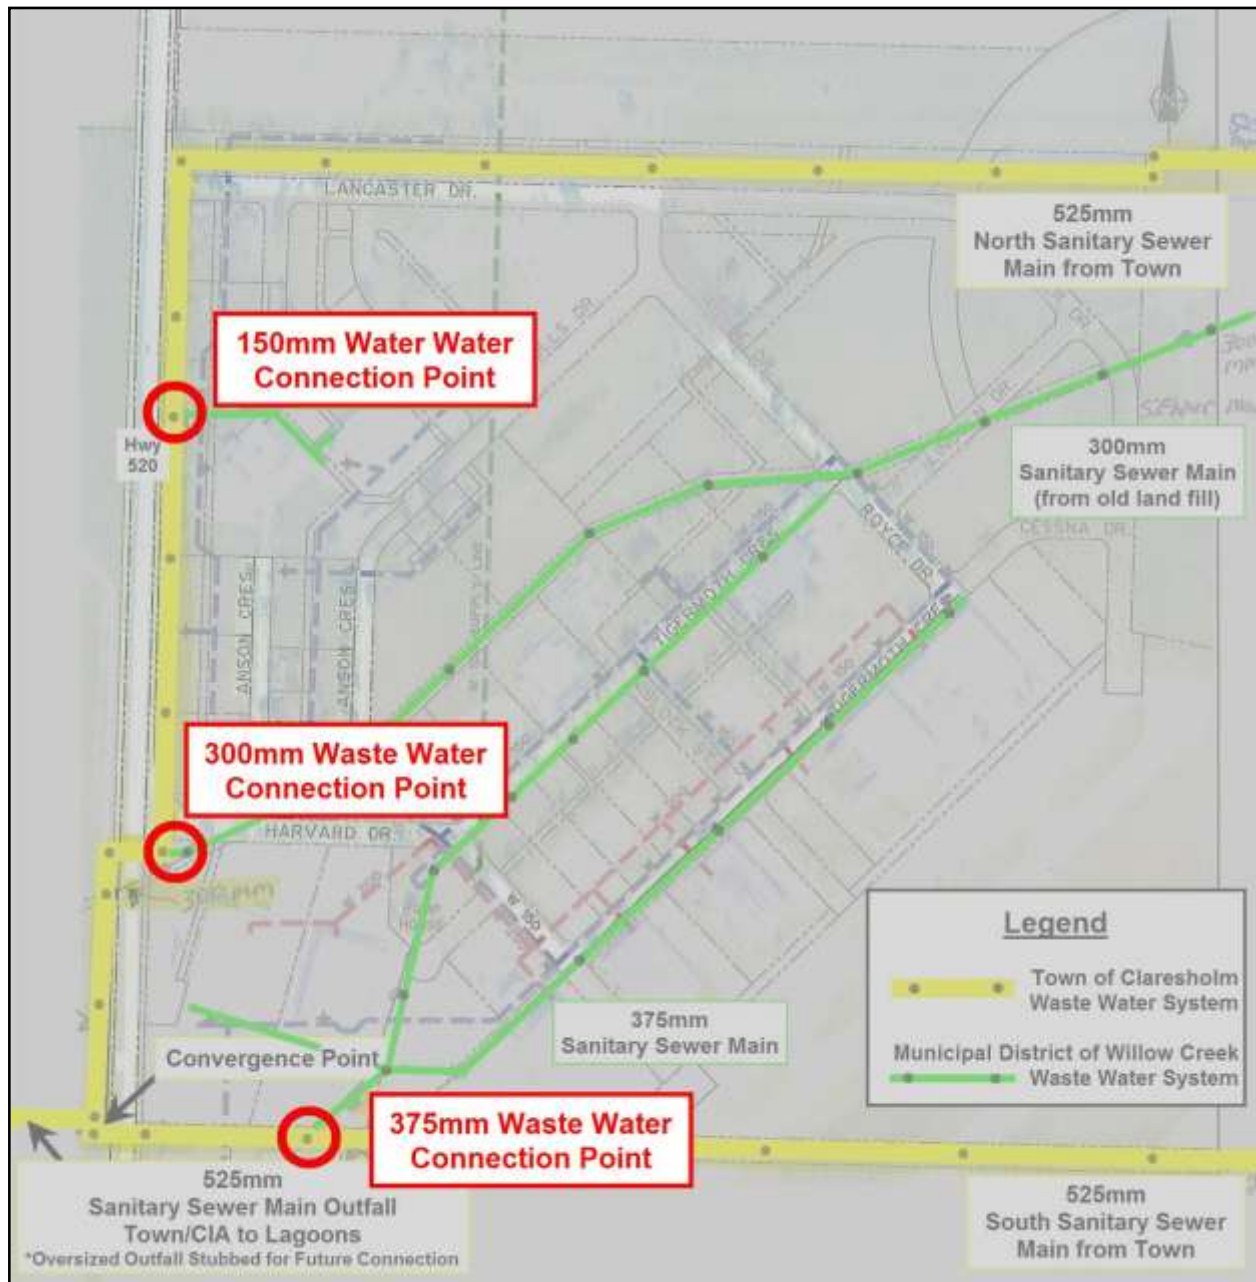 LANCASTER DR.
525mm
North Sanitary Sewer
Main from Town
150mm Water Water
Connection Point
Hwy
520
300mm
Sanitary Sewer Main
(from old land fill)
CESSNA DR.
ROYCE DR.
TIGERMOTH CRES.
ANSON CRES
ANSON CRES
300mm Waste Water
Connection Point
HARVARD DR.
300MM
W 150
Legend
Town of Claresholm
Waste Water System
Municipal District of Willow Creek
Waste Water System
375mm
Sanitary Sewer Main
Convergence Point
375mm Waste Water
Connection Point
525mm
Sanitary Sewer Main Outfall
Town/CIA to Lagoons
*Oversized Outfall Stubbed for Future Connection
525mm
South Sanitary Sewer
Main from Town